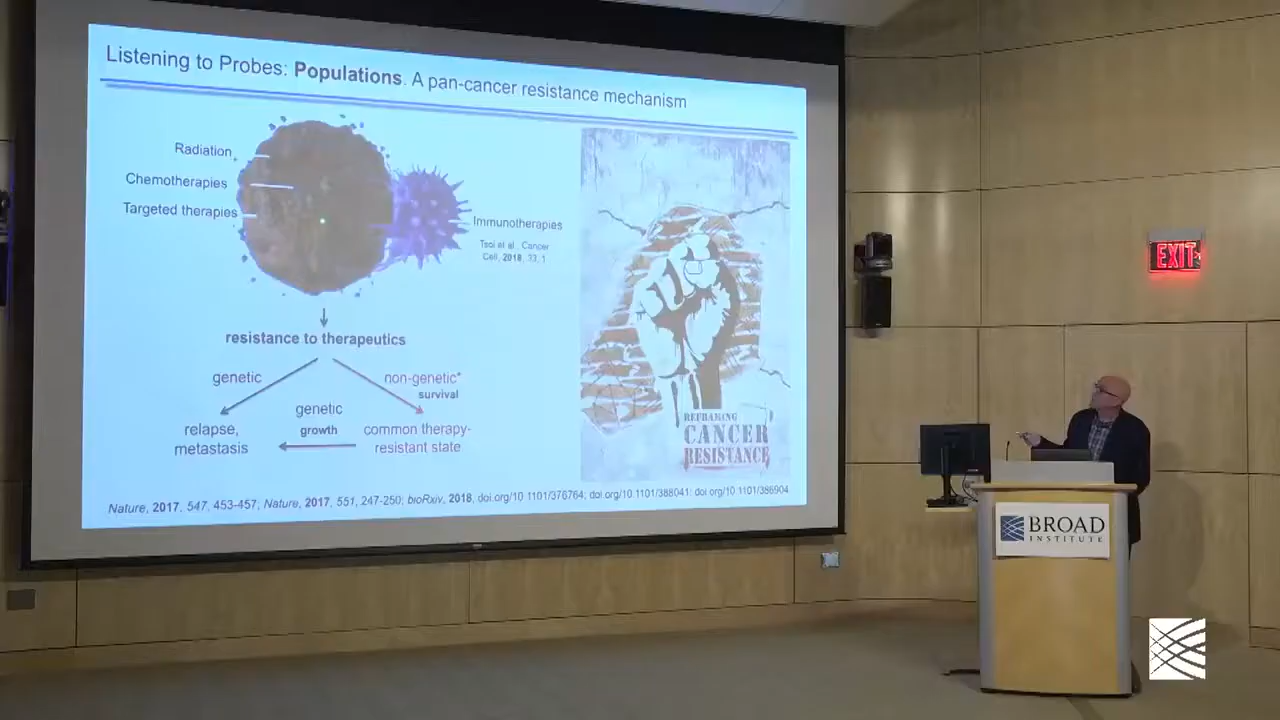 Listening to Probes: Populations. A pan-cancer resistance mechanism
Radiation
Chemotherapies
Targeted therapies
Immunotherapies
Tsoi et al., Cancer
Cell, 2018, 33, 1
resistance to therapeutics
genetic
non-genetic*
survival
genetic
growth
relapse,
metastasis
common therapy-
resistant state
REFRAMING
CANCER
RESISTANCE
Nature, 2017, 547, 453-457; Nature, 2017, 551, 247-250; bioRxiv, 2018, doi.org/10.1101/376764; doi.org/10.1101/388041; doi.org/10.1101/386904
EXIT
BROAD
INSTITUTE